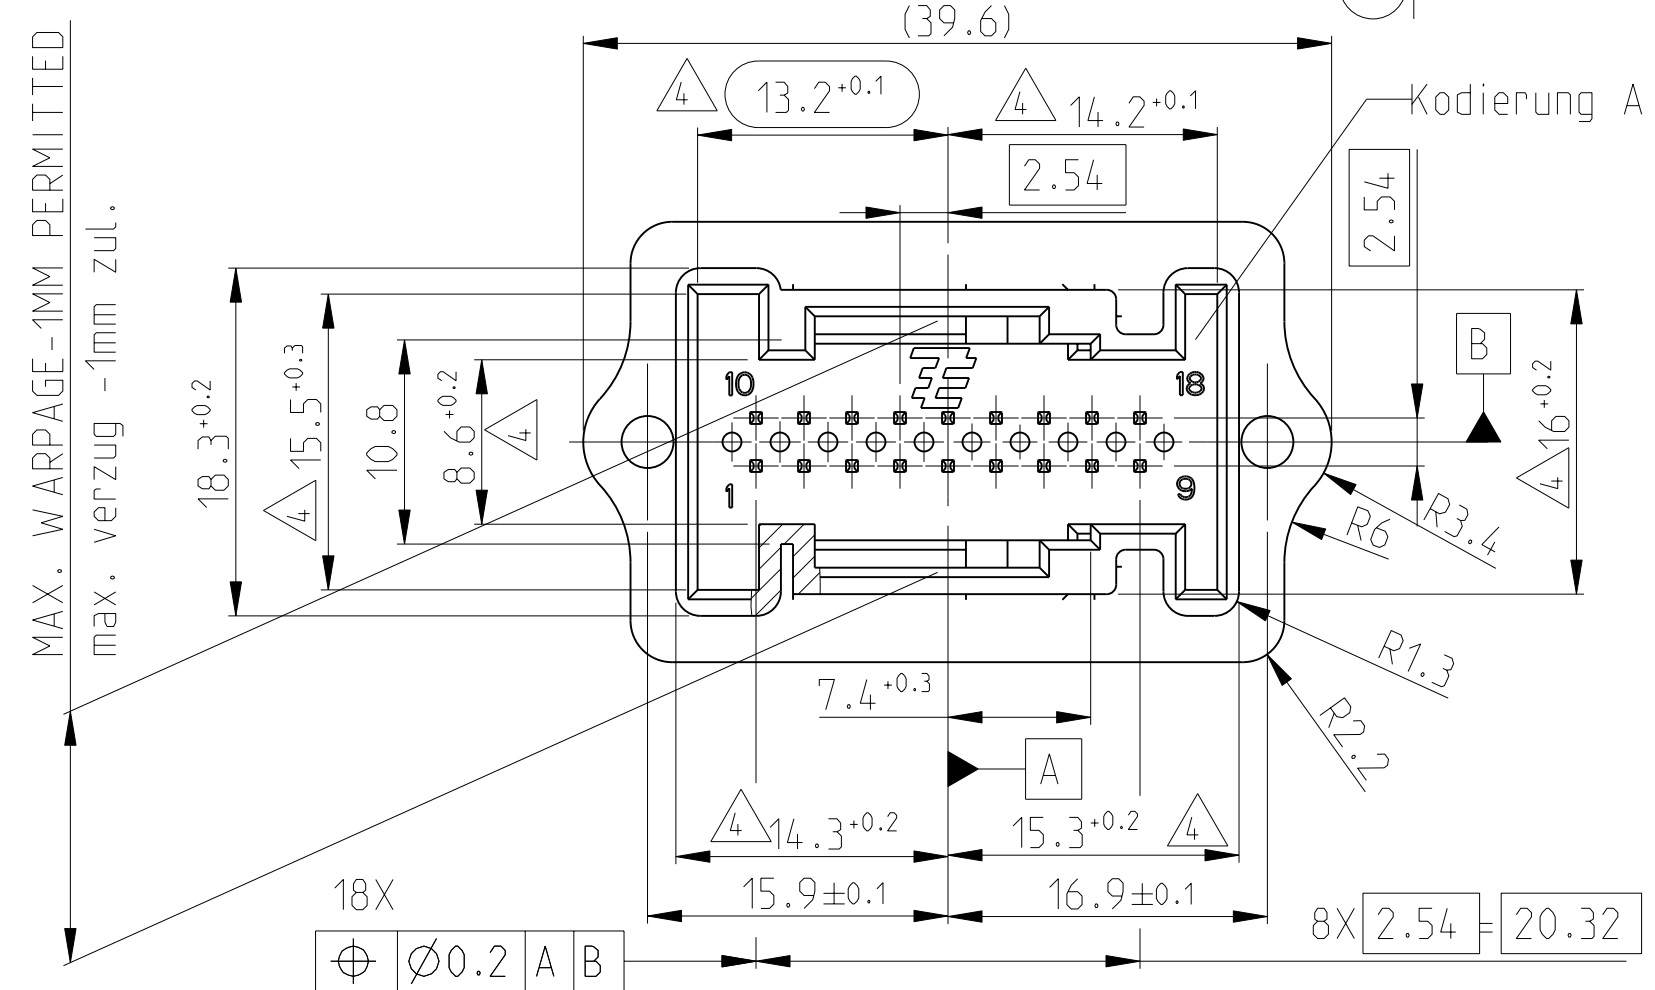 (39.6)
4
13.2+0.1
4
14.2+0.1
Kodierung A
2.54
2.54
MAX. WARPAGE-1MM PERMITTED
max. verzug -1mm zul.
18.3+0.2
4
15.5+0.3
10.8
8.6+0.2
4
10
18
1
9
B
4
16+0.2
R3.4
R6
R1.3
R2.2
7.4+0.3
A
4
14.3+0.2
15.3+0.2
4
15.9±0.1
16.9±0.1
18X
⌖ Ø0.2 A B
8X 2.54 = 20.32